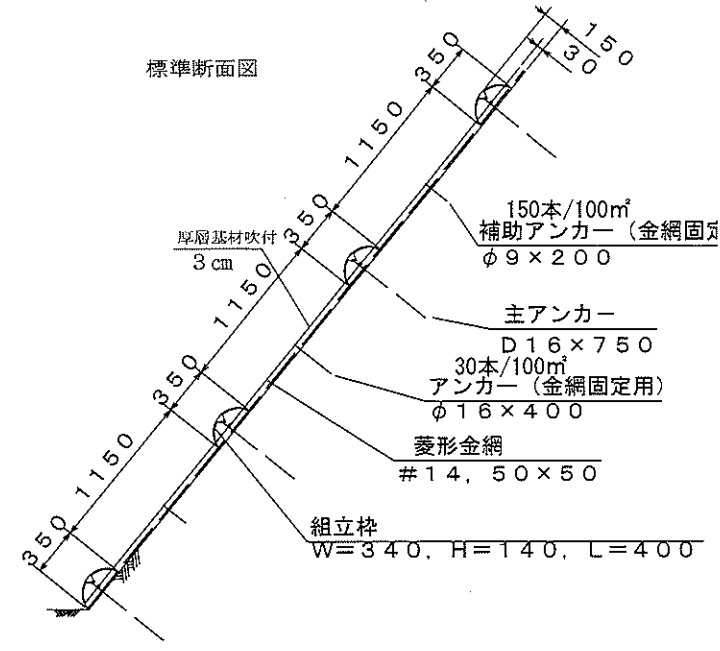 標準断面図
150
30
350
1150
350
1150
350
1150
350
厚層基材吹付
3㎝
150本/100㎡
補助アンカー（金網固定
φ9×200
主アンカー
D16×750
30本/100㎡
アンカー（金網固定用）
φ16×400
菱形金網
#14, 50×50
組立枠
W=340, H=140, L=400